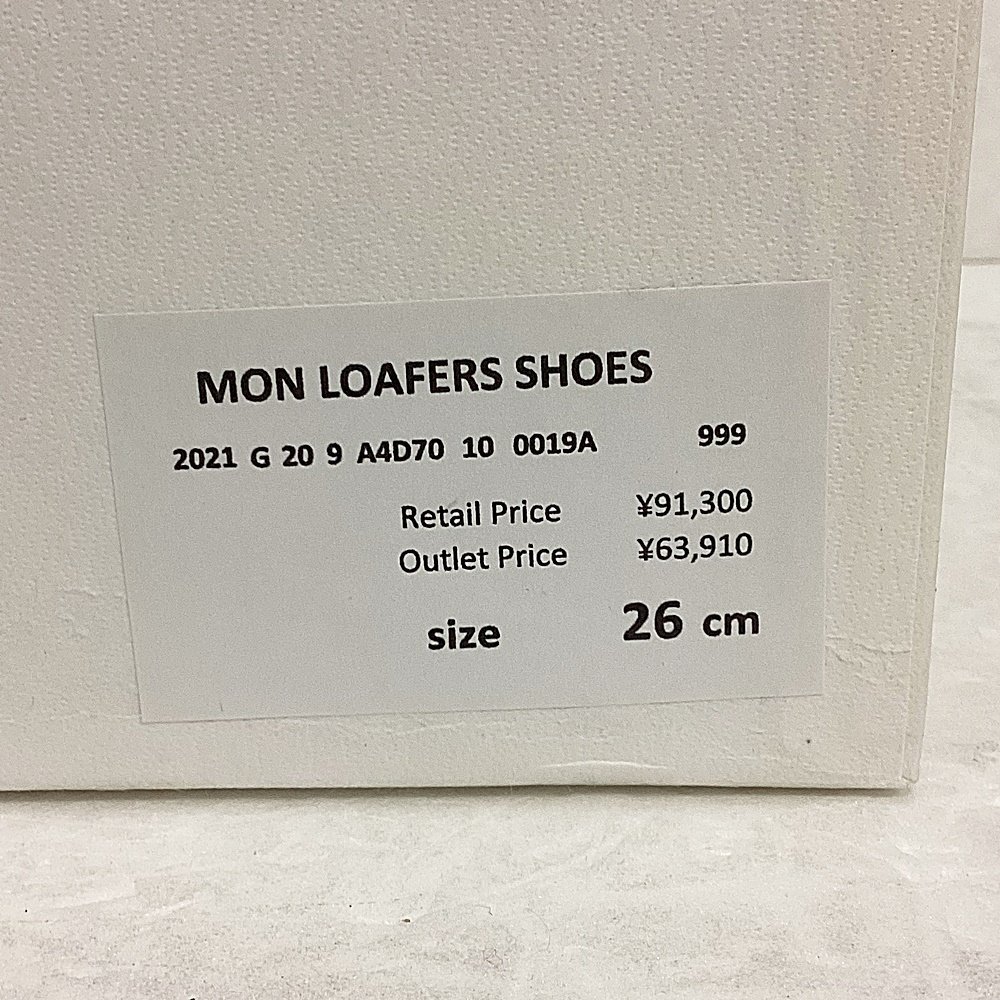 MON LOAFERS SHOES
2021 G 20 9 A4D70 10 0019A 999
Retail Price ¥91,300
Outlet Price ¥63,910
size 26 cm